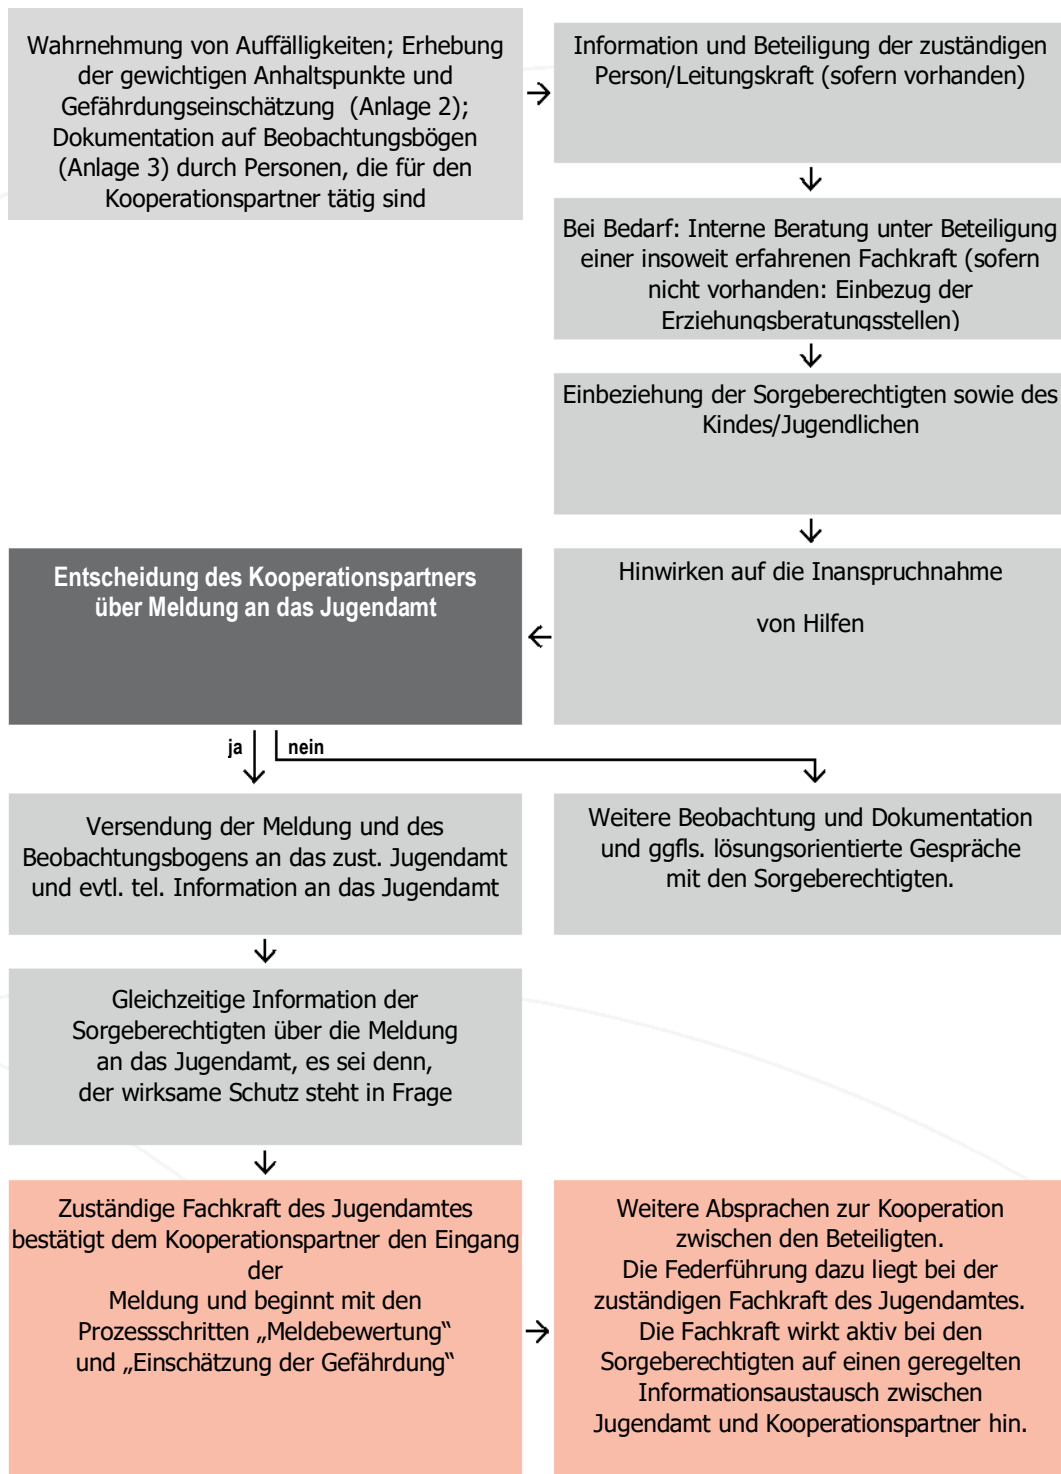 Wahrnehmung von Auffälligkeiten; Erhebung
der gewichtigen Anhaltspunkte und
Gefährdungseinschätzung (Anlage 2);
Dokumentation auf Beobachtungsbögen
(Anlage 3) durch Personen, die für den
Kooperationspartner tätig sind
Information und Beteiligung der zuständigen
Person/Leitungskraft (sofern vorhanden)
Bei Bedarf: Interne Beratung unter Beteiligung
einer insoweit erfahrenen Fachkraft (sofern
nicht vorhanden: Einbezug der
Erziehungsberatungsstellen)
Einbeziehung der Sorgeberechtigten sowie des
Kindes/Jugendlichen
Hinwirken auf die Inanspruchnahme
von Hilfen
Entscheidung des Kooperationspartners
über Meldung an das Jugendamt
ja
nein
Versendung der Meldung und des
Beobachtungsbogens an das zust. Jugendamt
und evtl. tel. Information an das Jugendamt
Weitere Beobachtung und Dokumentation
und ggfls. lösungsorientierte Gespräche
mit den Sorgeberechtigten.
Gleichzeitige Information der
Sorgeberechtigten über die Meldung
an das Jugendamt, es sei denn,
der wirksame Schutz steht in Frage
Zuständige Fachkraft des Jugendamtes
bestätigt dem Kooperationspartner den Eingang
der
Meldung und beginnt mit den
Prozessschritten „Meldebewertung“
und „Einschätzung der Gefährdung“
Weitere Absprachen zur Kooperation
zwischen den Beteiligten.
Die Federführung dazu liegt bei der
zuständigen Fachkraft des Jugendamtes.
Die Fachkraft wirkt aktiv bei den
Sorgeberechtigten auf einen geregelten
Informationsaustausch zwischen
Jugendamt und Kooperationspartner hin.